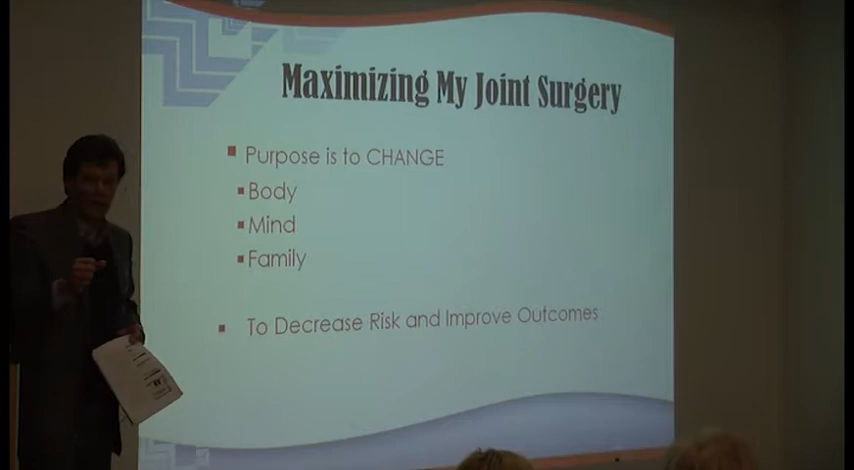 Maximizing My Joint Surgery
Purpose is to CHANGE
Body
Mind
Family
To Decrease Risk and Improve Outcomes